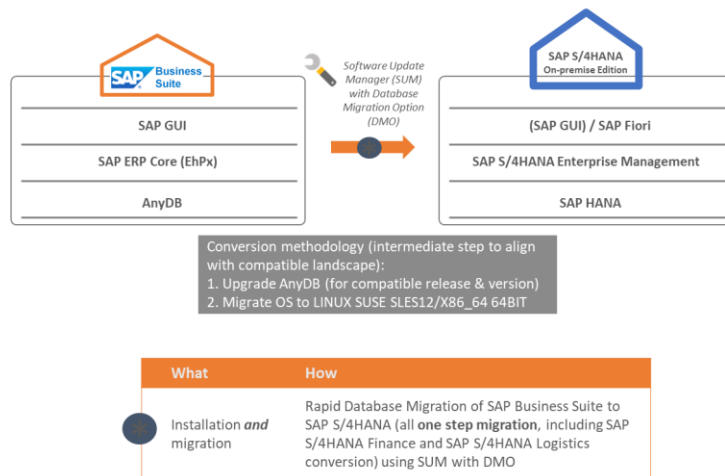 SAP Business
Suite
SAP GUI
SAP ERP Core (EhPx)
AnyDB
Software Update
Manager (SUM)
with Database
Migration Option
(DMO)
SAP S/4HANA
On-premise Edition
(SAP GUI) / SAP Fiori
SAP S/4HANA Enterprise Management
SAP HANA
Conversion methodology (intermediate step to align
with compatible landscape):
1. Upgrade AnyDB (for compatible release & version)
2. Migrate OS to LINUX SUSE SLES12/X86_64 64BIT
What How
Installation and
migration
Rapid Database Migration of SAP Business Suite to
SAP S/4HANA (all one step migration, including SAP
S/4HANA Finance and SAP S/4HANA Logistics
conversion) using SUM with DMO